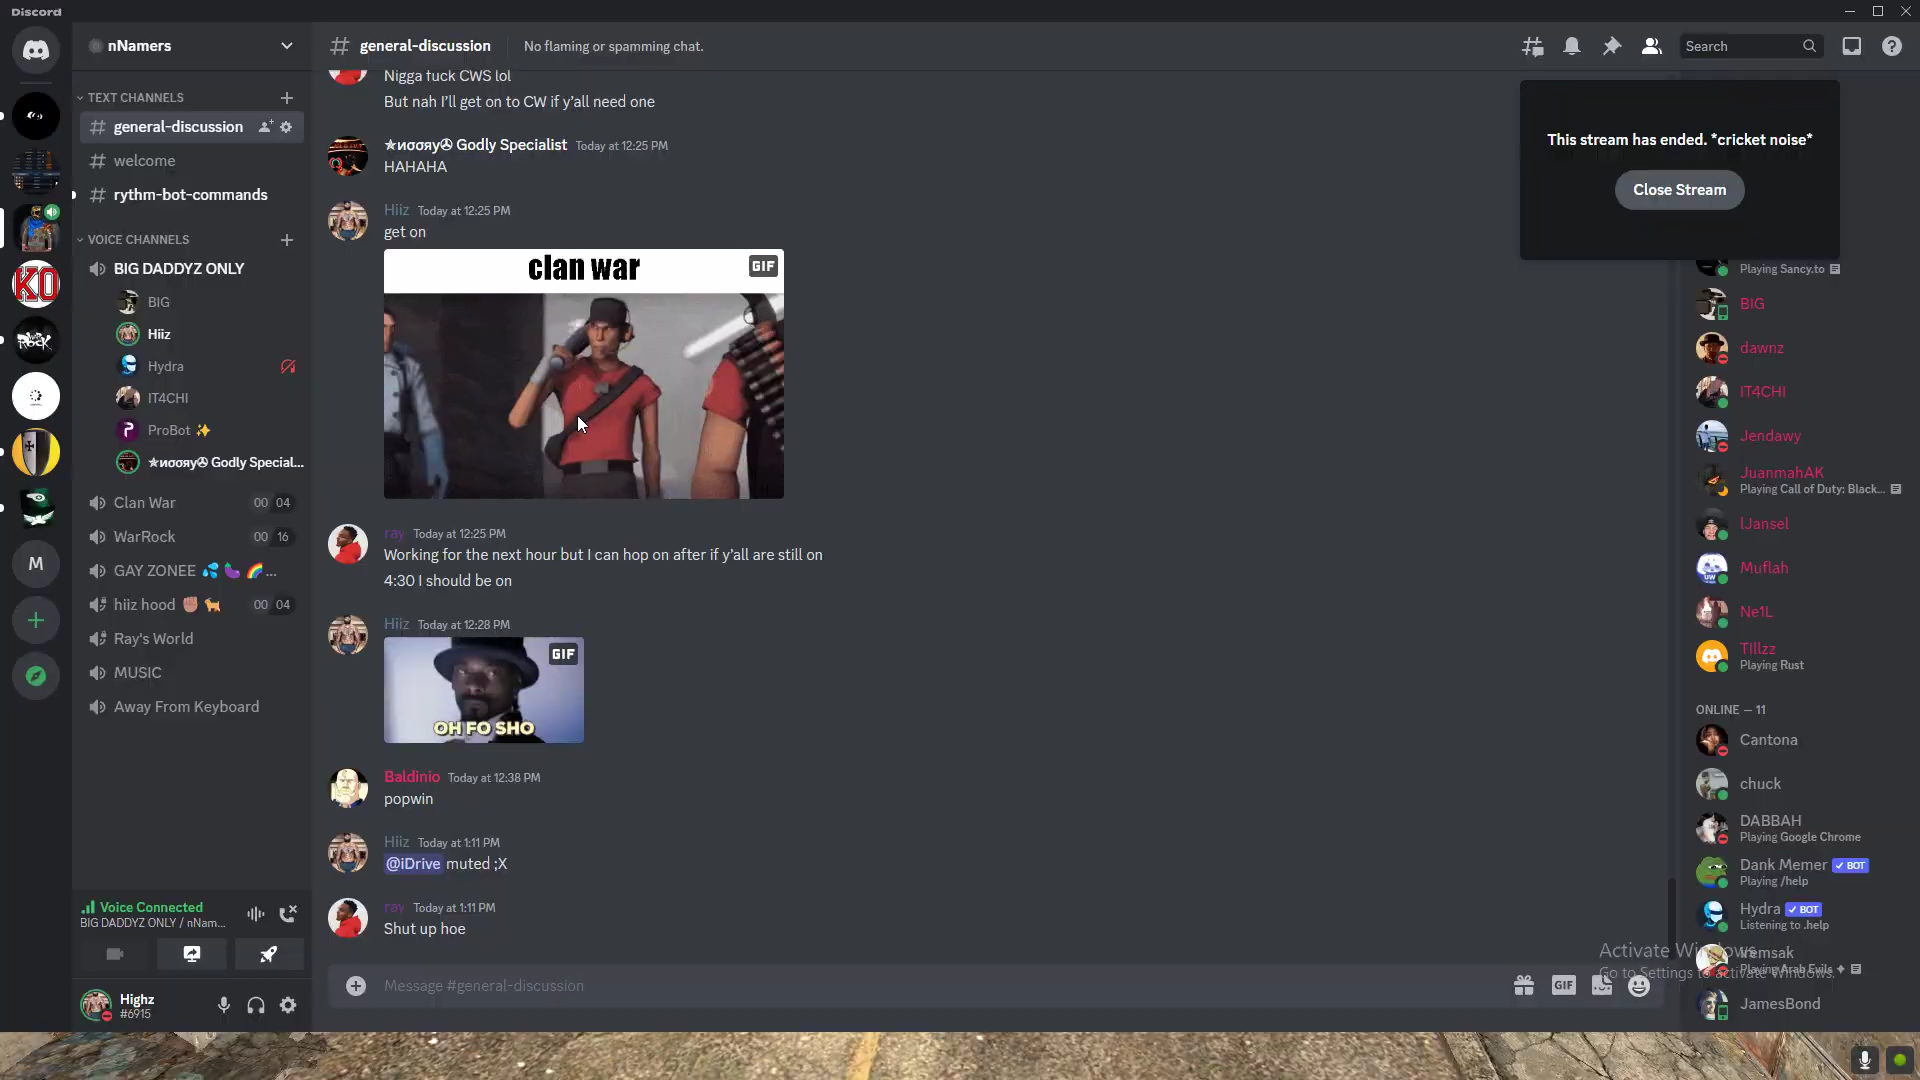 Discord
nNamers
general-discussion
No flaming or spamming chat.
Search
TEXT CHANNELS
general-discussion
welcome
rythm-bot-commands
VOICE CHANNELS
BIG DADDYZ ONLY
BIG
Hiiz
Hydra
IT4CHI
ProBot ✨
✯иσσяу✇ Godly Special...
Clan War 00 04
WarRock 00 16
GAY ZONEE 💦 🍆 🌈...
hiiz hood ✊🏽 🐕 00 04
Ray's World
MUSIC
Away From Keyboard
Voice Connected
BIG DADDYZ ONLY / nNam...
Highz
#6915
KO
M
Nigga fuck CWS lol
But nah I'll get on to CW if y'all need one
✯иσσяу✇ Godly Specialist Today at 12:25 PM
HAHAHA
Hiiz Today at 12:25 PM
get on
clan war
GIF
ray Today at 12:25 PM
Working for the next hour but I can hop on after if y'all are still on
4:30 I should be on
Hiiz Today at 12:28 PM
GIF
OH FO SHO
Baldinio Today at 12:38 PM
popwin
Hiiz Today at 1:11 PM
@iDrive muted ;X
ray Today at 1:11 PM
Shut up hoe
Message #general-discussion
GIF
This stream has ended. *cricket noise*
Close Stream
Playing Sancy.to
BIG
dawnz
IT4CHI
Jendawy
JuanmahAK
Playing Call of Duty: Black...
lJansel
Muflah
Ne1L
TIllzz
Playing Rust
ONLINE — 11
Cantona
chuck
DABBAH
Playing Google Chrome
Dank Memer ✓ BOT
Playing /help
Hydra ✓ BOT
Listening to .help
Playing Arab Evils ✦
JamesBond
Activate Windows
Go to Settings to activate Windows.